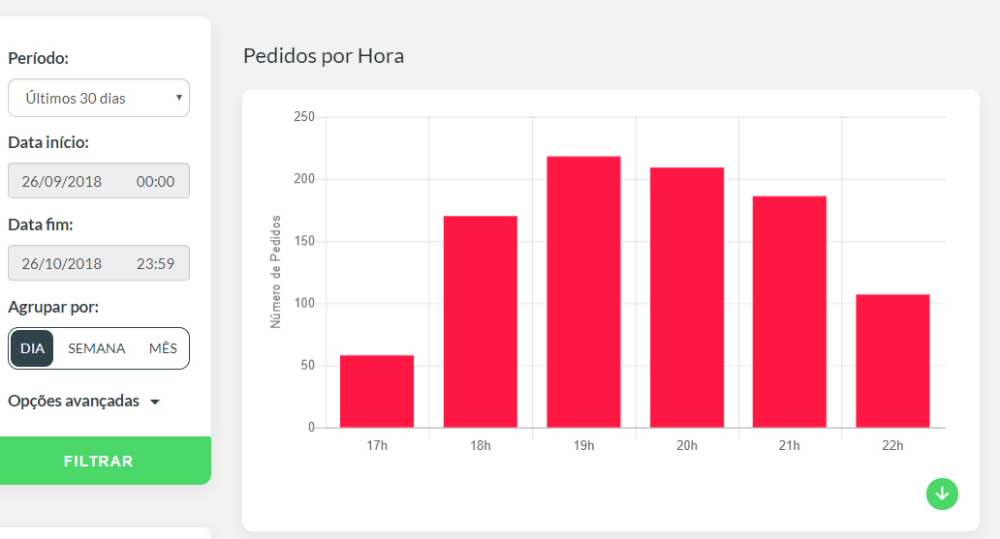 Período:
Últimos 30 dias
Data início:
26/09/2018 00:00
Data fim:
26/10/2018 23:59
Agrupar por:
DIA SEMANA MÊS
Opções avançadas
FILTRAR
Pedidos por Hora
Número de Pedidos
250
200
150
100
50
0
17h 18h 19h 20h 21h 22h